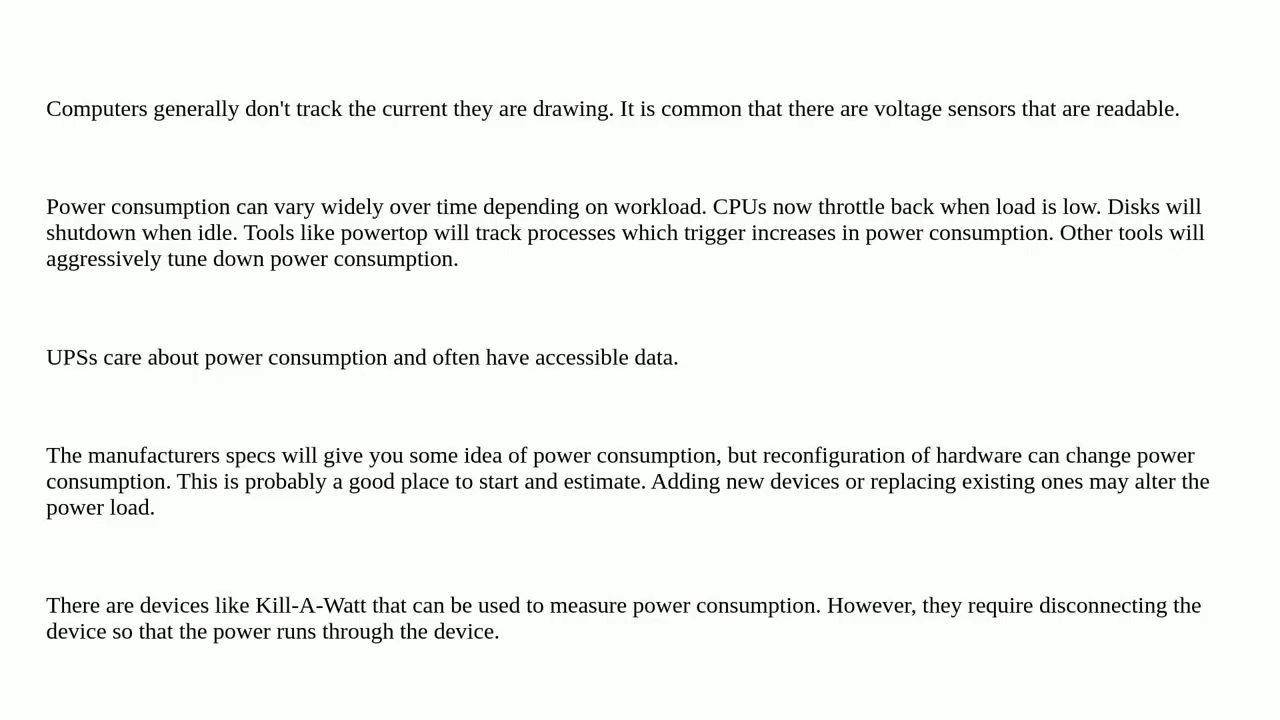 Computers generally don't track the current they are drawing. It is common that there are voltage sensors that are readable.
Power consumption can vary widely over time depending on workload. CPUs now throttle back when load is low. Disks will
shutdown when idle. Tools like powertop will track processes which trigger increases in power consumption. Other tools will
aggressively tune down power consumption.
UPSs care about power consumption and often have accessible data.
The manufacturers specs will give you some idea of power consumption, but reconfiguration of hardware can change power
consumption. This is probably a good place to start and estimate. Adding new devices or replacing existing ones may alter the
power load.
There are devices like Kill-A-Watt that can be used to measure power consumption. However, they require disconnecting the
device so that the power runs through the device.